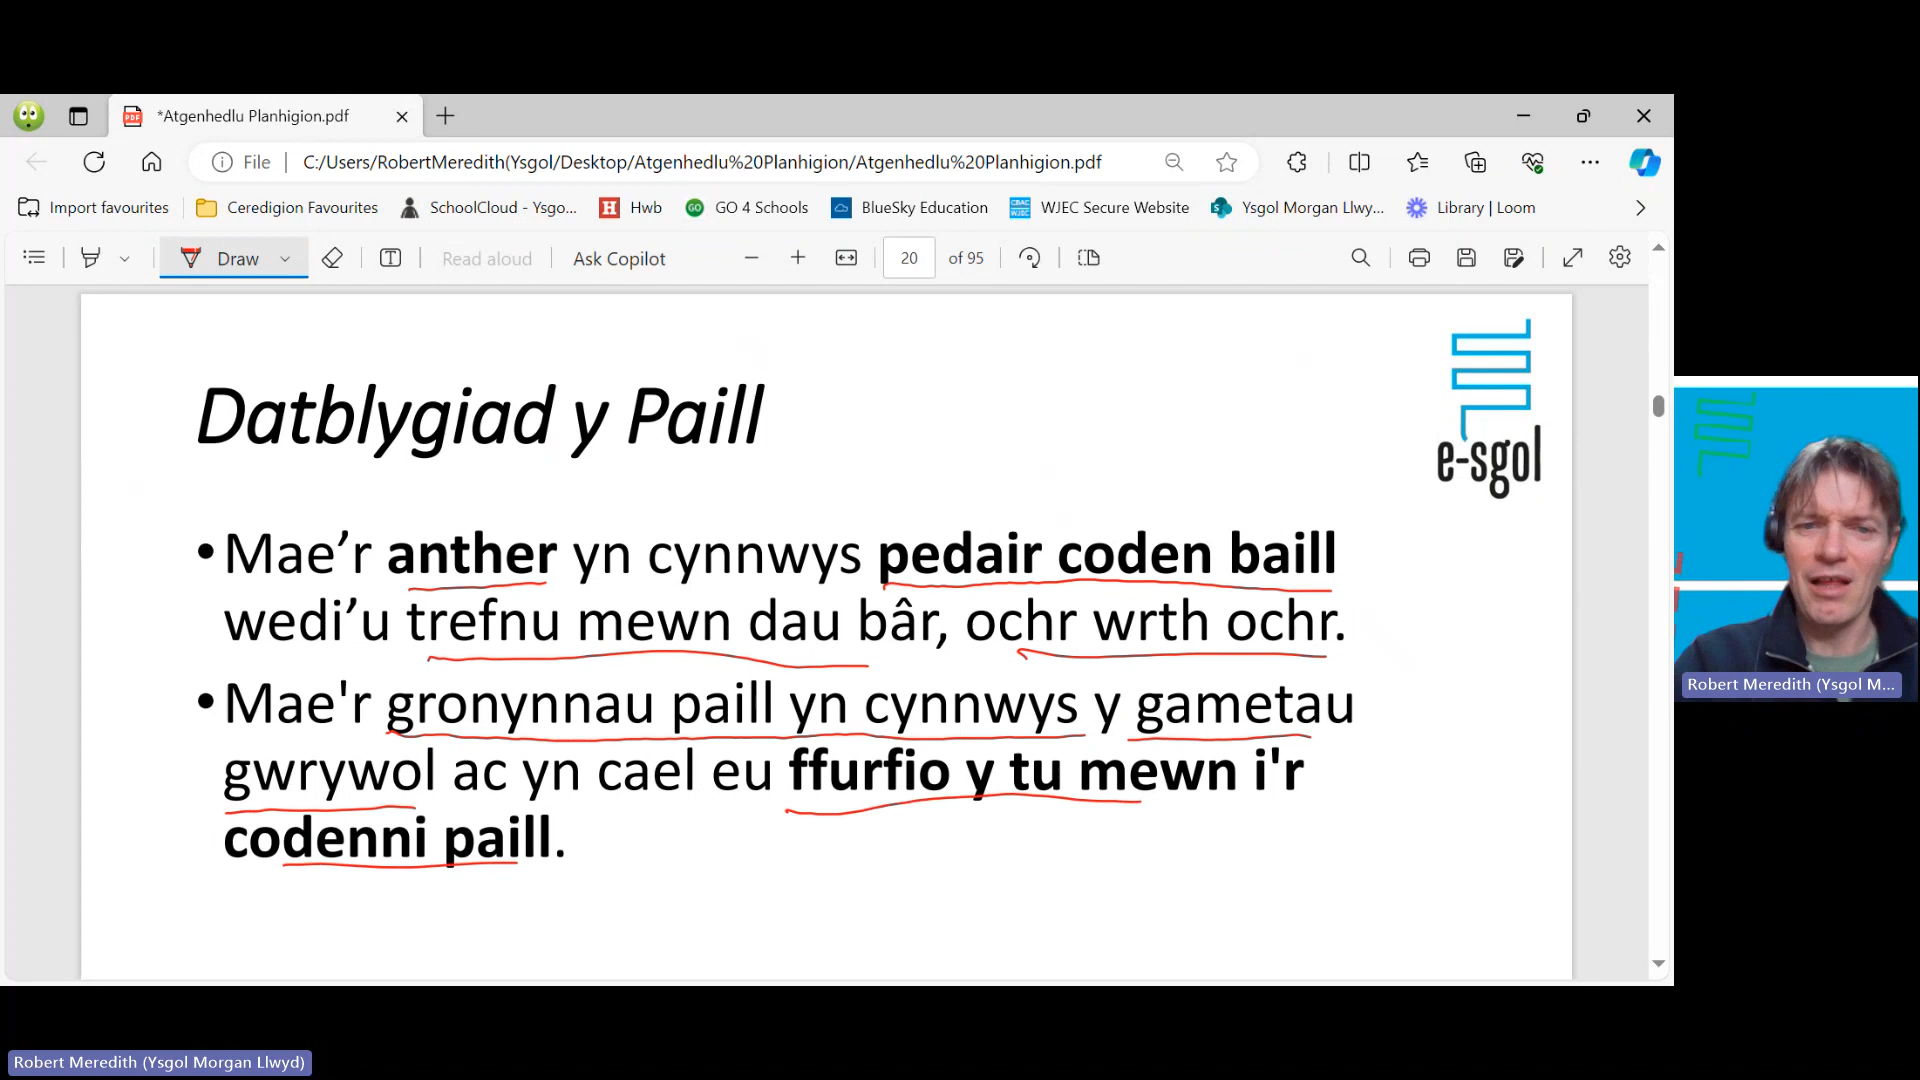 *Atgenhedlu Planhigion.pdf
File
C:/Users/RobertMeredith(Ysgol/Desktop/Atgenhedlu%20Planhigion/Atgenhedlu%20Planhigion.pdf
Import favourites
Ceredigion Favourites
SchoolCloud - Ysgo...
Hwb
GO 4 Schools
BlueSky Education
WJEC Secure Website
Ysgol Morgan Llwy...
Library | Loom
Draw
Read aloud
Ask Copilot
20 of 95
Datblygiad y Paill
e-sgol
• Mae’r anther yn cynnwys pedair coden baill
wedi’u trefnu mewn dau bâr, ochr wrth ochr.
• Mae'r gronynnau paill yn cynnwys y gametau
gwrywol ac yn cael eu ffurfio y tu mewn i'r
codenni paill.
Robert Meredith (Ysgol M...
Robert Meredith (Ysgol Morgan Llwyd)